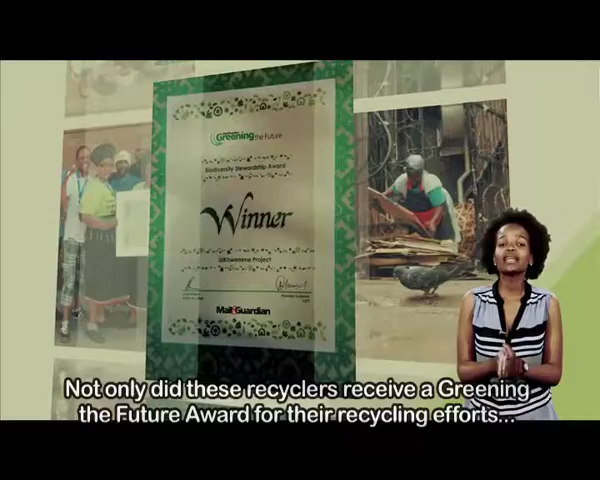 Greening the Future
Biodiversity Stewardship Award
Winner
Mail&Guardian
Not only did these recyclers receive a Greening
the Future Award for their recycling efforts...